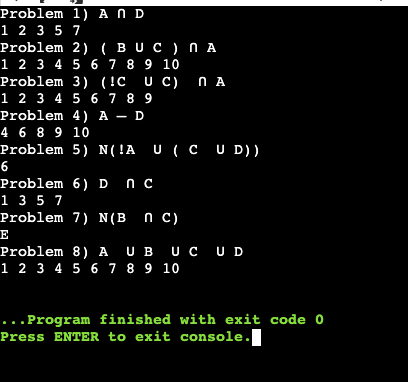 Problem 1) A ∩ D
1 2 3 5 7
Problem 2) ( B U C ) ∩ A
1 2 3 4 5 6 7 8 9 10
Problem 3) (!C  U C)  ∩ A
1 2 3 4 5 6 7 8 9
Problem 4) A – D
4 6 8 9 10
Problem 5) N(!A  U ( C  U D))
6
Problem 6) D  ∩ C
1 3 5 7
Problem 7) N(B  ∩ C)
E
Problem 8) A  U B  U C  U D
1 2 3 4 5 6 7 8 9 10
...Program finished with exit code 0
Press ENTER to exit console.